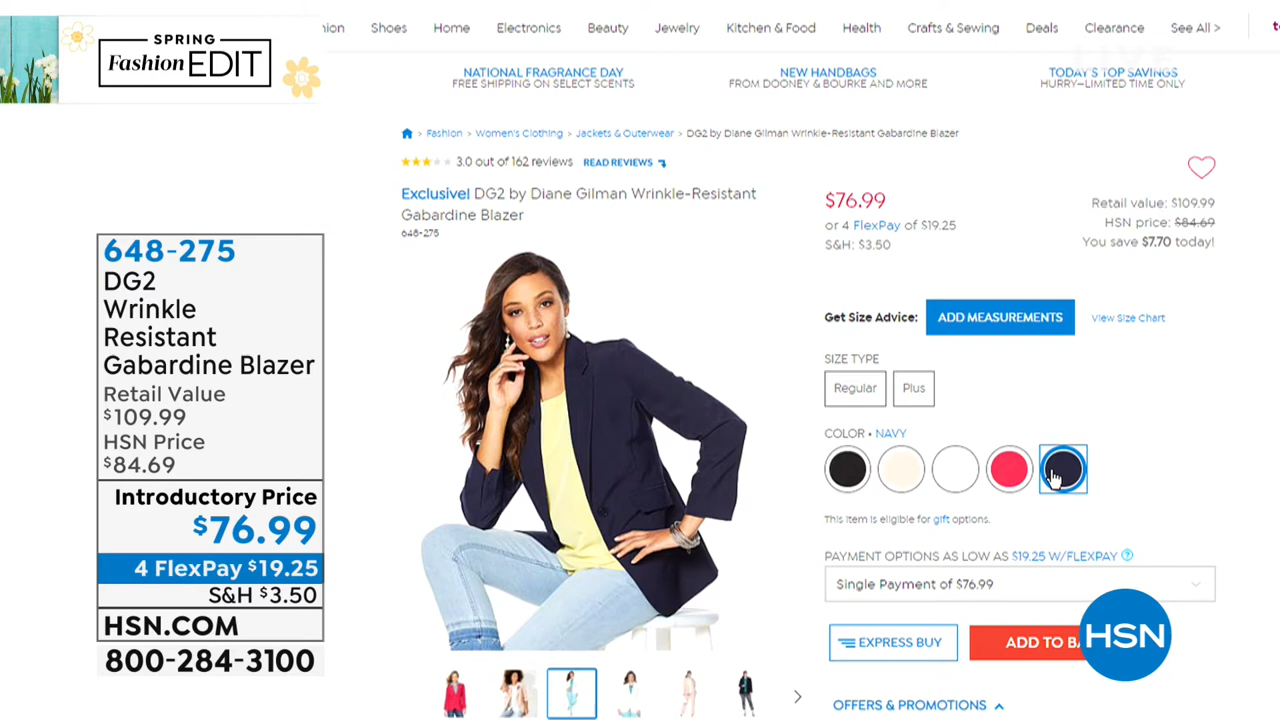 SPRING
Fashion EDIT
Shoes Home Electronics Beauty Jewelry Kitchen & Food Health Crafts & Sewing Deals Clearance See All >
LIVE
NATIONAL FRAGRANCE DAY
FREE SHIPPING ON SELECT SCENTS
NEW HANDBAGS
FROM DOONEY & BOURKE AND MORE
TODAY'S TOP SAVINGS
HURRY—LIMITED TIME ONLY
> Fashion > Women's Clothing > Jackets & Outerwear > DG2 by Diane Gilman Wrinkle-Resistant Gabardine Blazer
3.0 out of 162 reviews READ REVIEWS
Exclusive! DG2 by Diane Gilman Wrinkle-Resistant
Gabardine Blazer
648-275
$76.99
or 4 FlexPay of $19.25
S&H: $3.50
Retail value: $109.99
HSN price: $84.69
You save $7.70 today!
Get Size Advice: ADD MEASUREMENTS View Size Chart
SIZE TYPE
Regular Plus
COLOR • NAVY
This item is eligible for gift options.
PAYMENT OPTIONS AS LOW AS $19.25 W/FLEXPAY ?
Single Payment of $76.99
EXPRESS BUY
ADD TO BA
HSN
OFFERS & PROMOTIONS
648-275
DG2
Wrinkle
Resistant
Gabardine Blazer
Retail Value
$109.99
HSN Price
$84.69
Introductory Price
$76.99
4 FlexPay $19.25
S&H $3.50
HSN.COM
800-284-3100